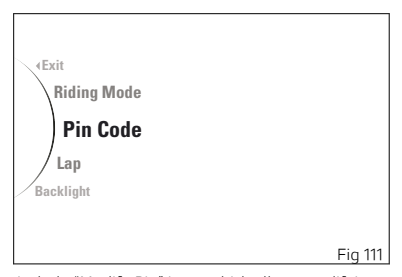 Exit
Riding Mode
Pin Code
Lap
Backlight
Fig 111